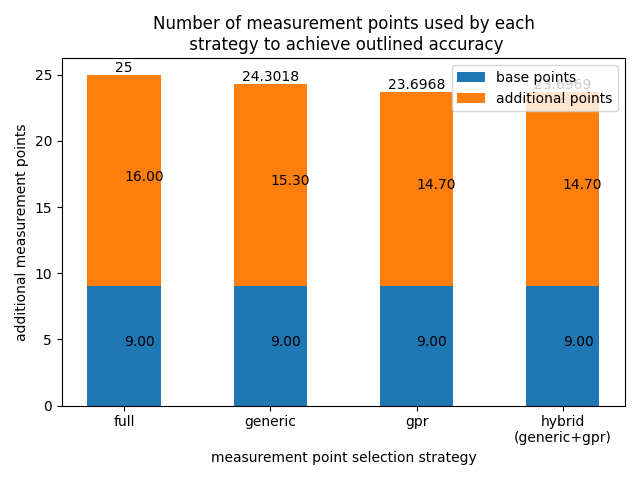 Number of measurement points used by each
strategy to achieve outlined accuracy
base points
additional points
25
24.3018
23.6968
23.6969
16.00
15.30
14.70
14.70
9.00
9.00
9.00
9.00
additional measurement points
25
20
15
10
5
0
full
generic
gpr
hybrid
(generic+gpr)
measurement point selection strategy